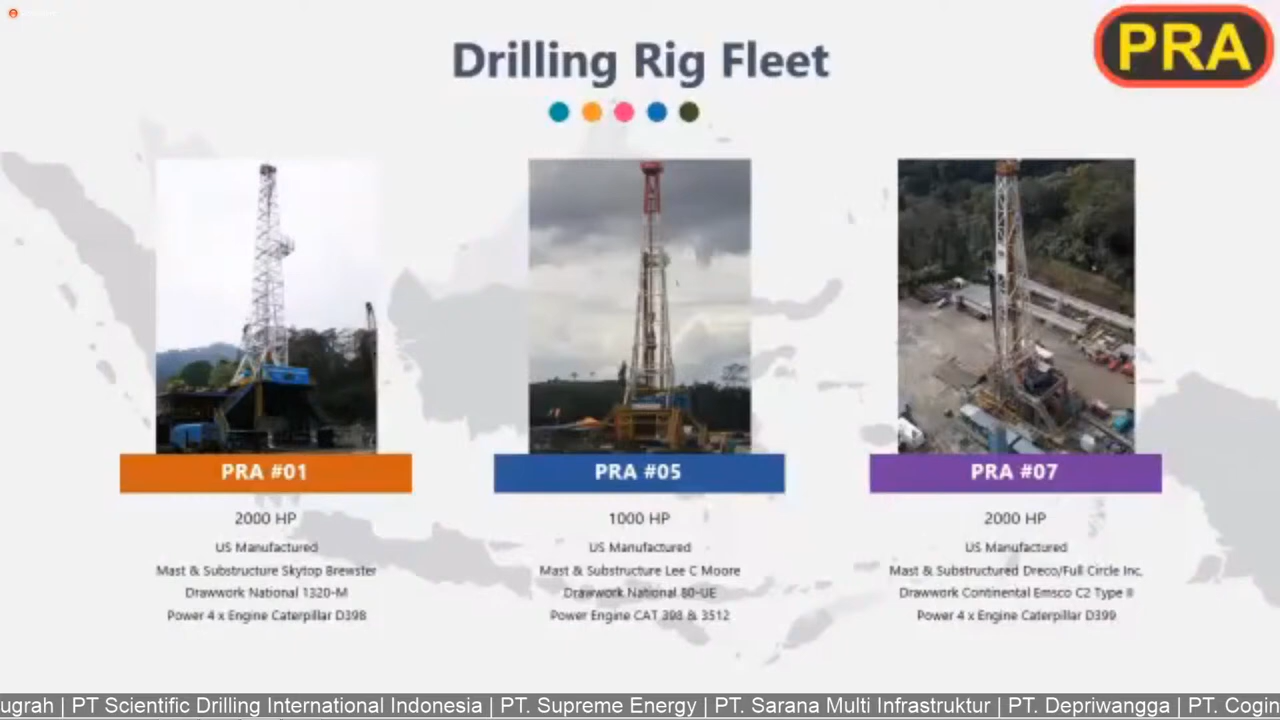 PRA
Drilling Rig Fleet
PRA #01
2000 HP
US Manufactured
Mast & Substructure Skytop Brewster
Drawwork National 1320-M
Power 4 x Engine Caterpillar D398
PRA #05
1000 HP
US Manufactured
Mast & Substructure Lee C Moore
Drawwork National 80-UE
Power Engine CAT 398 & 3512
PRA #07
2000 HP
US Manufactured
Mast & Substructured Dreco/Full Circle Inc.
Drawwork Continental Emsco C2 Type II
Power 4 x Engine Caterpillar D399
ugrah | PT Scientific Drilling International Indonesia | PT. Supreme Energy | PT. Sarana Multi Infrastruktur | PT. Depriwangga | PT. Cogin